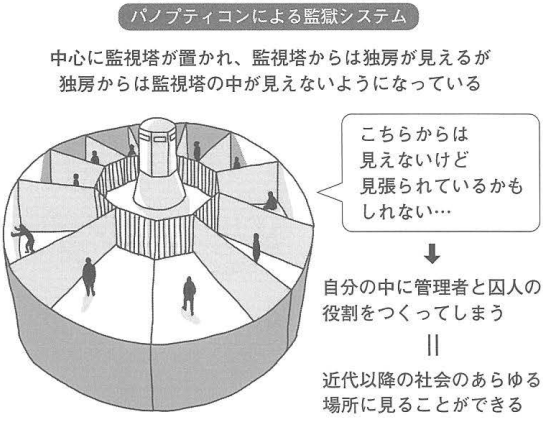 パノプティコンによる監獄システム
中心に監視塔が置かれ、監視塔からは独房が見えるが
独房からは監視塔の中が見えないようになっている
こちらからは
見えないけど
見張られているかも
しれない…
自分の中に管理者と囚人の
役割をつくってしまう
近代以降の社会のあらゆる
場所に見ることができる